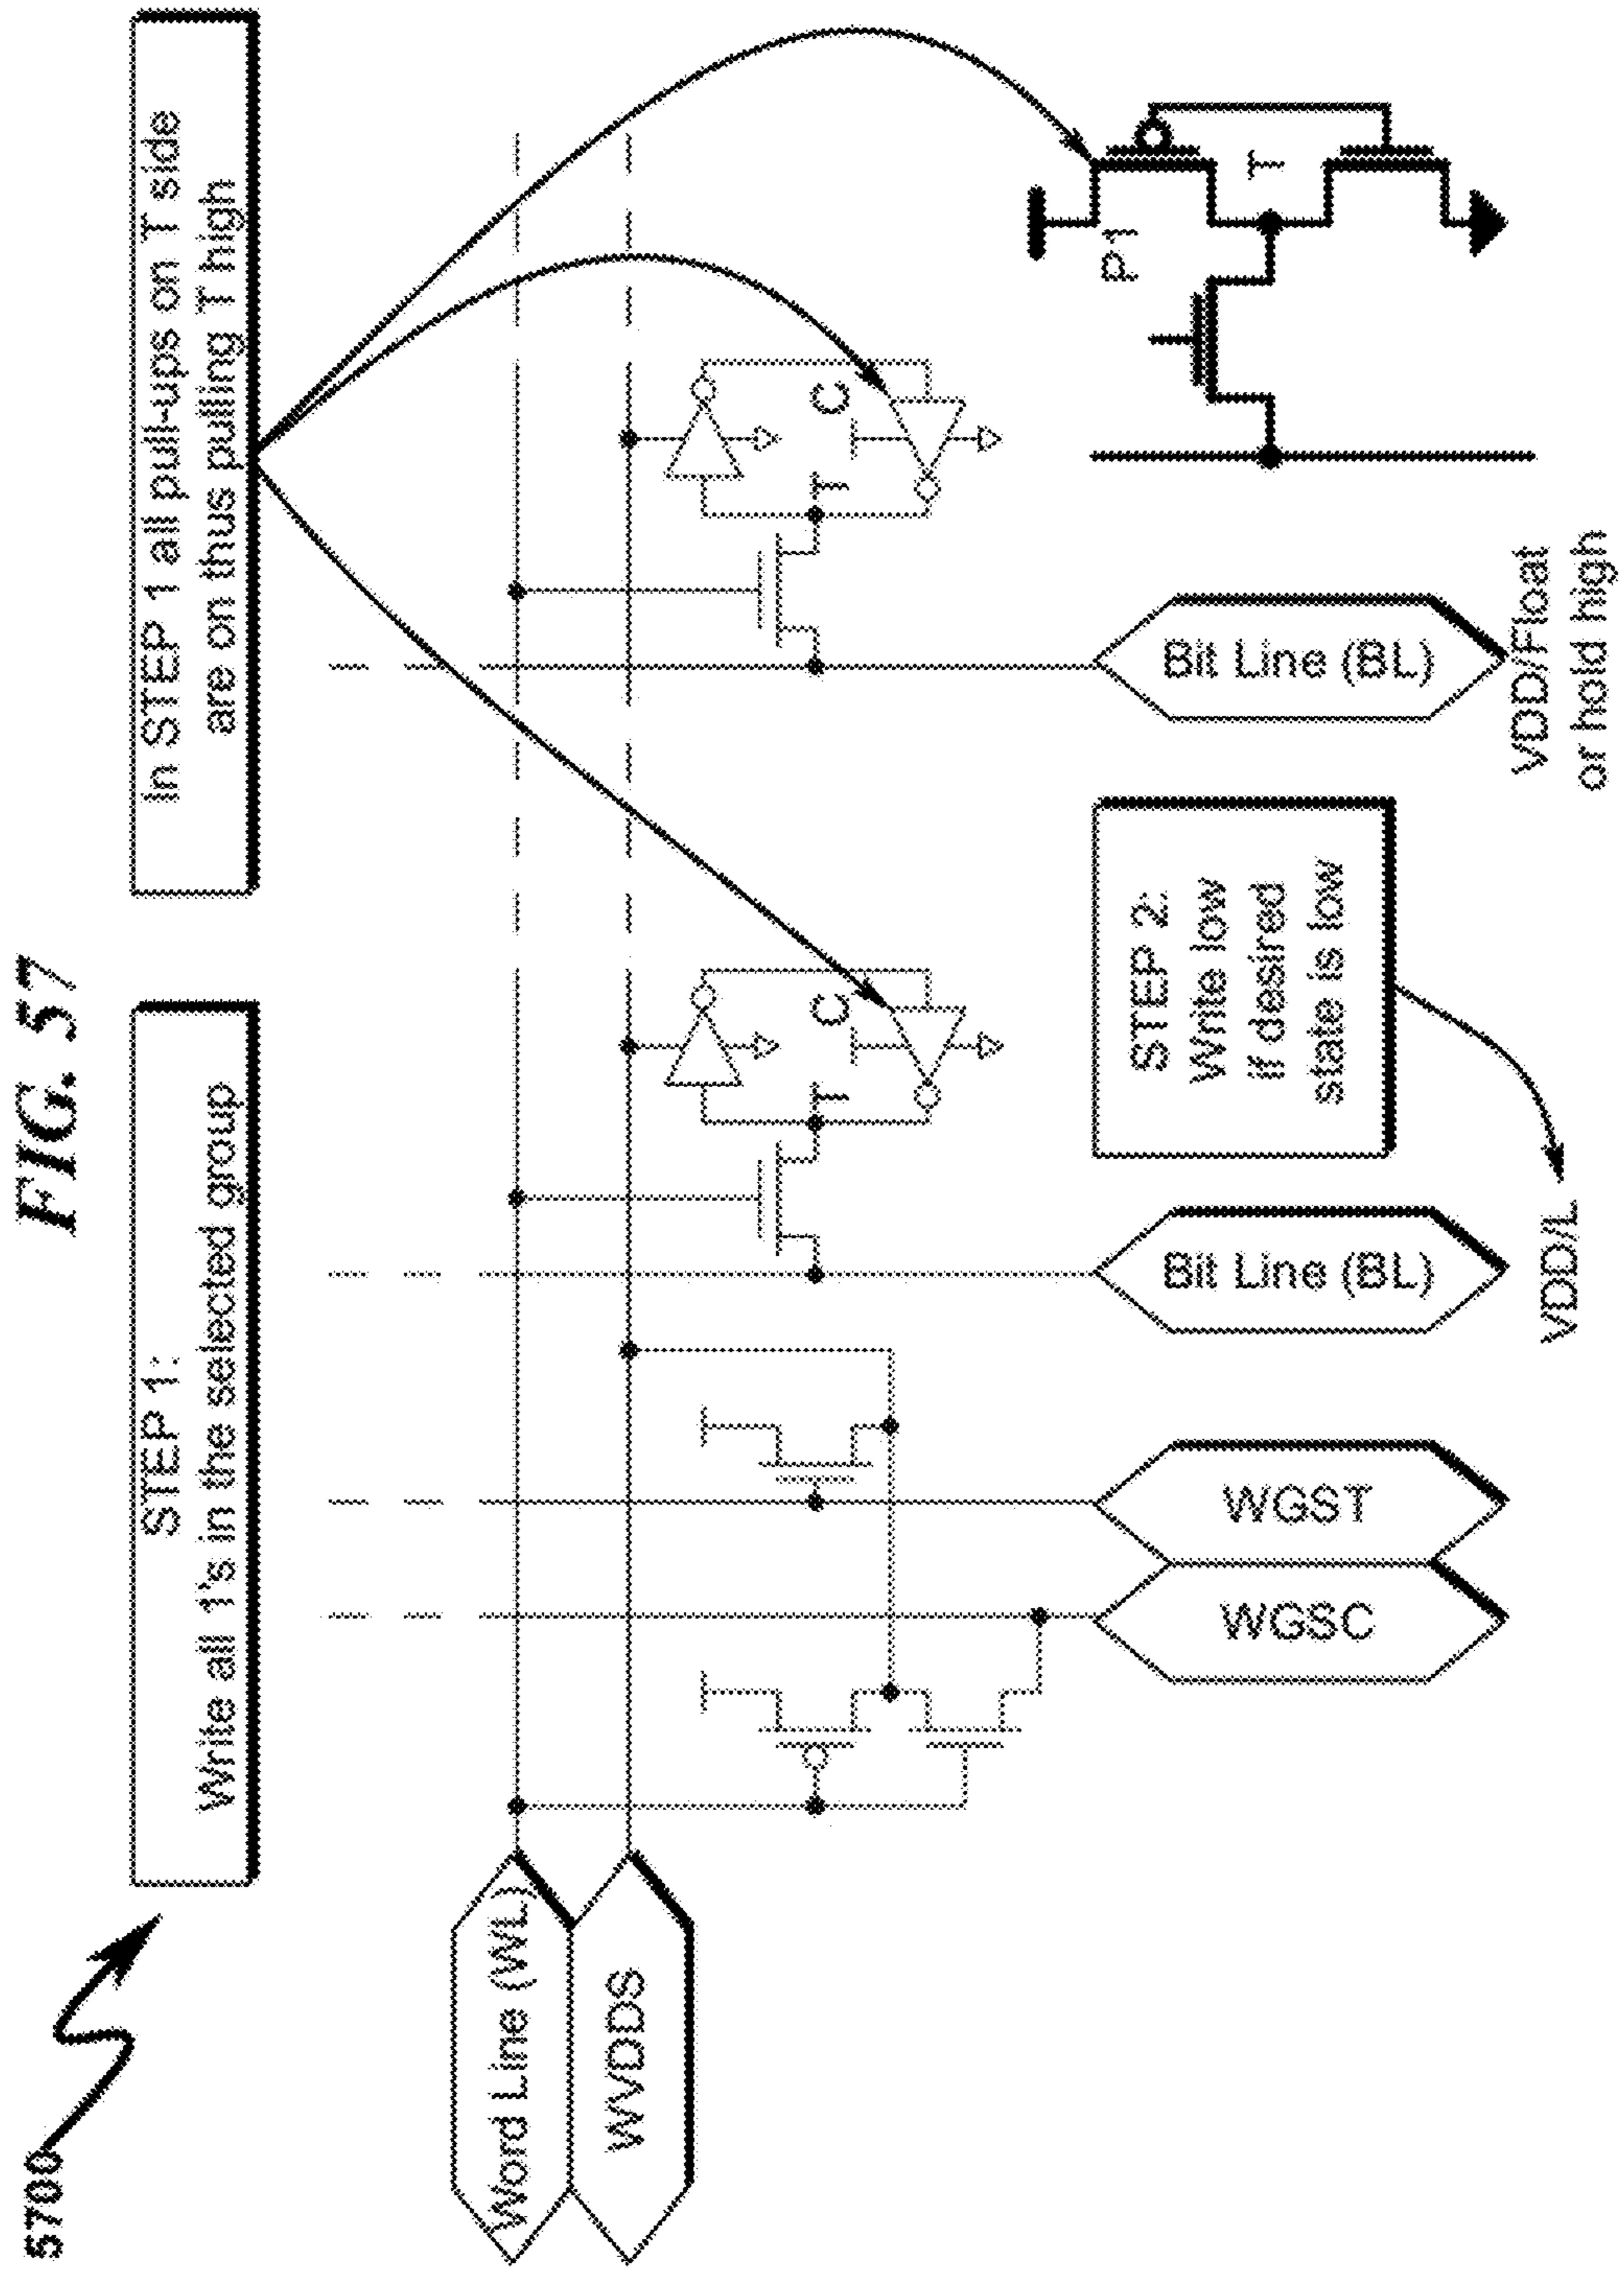 FIG. 57
5700
STEP 1:
Write all 1's in the selected group
In STEP 1 all pull-ups on T side
are on thus pulling T high
Word Line (WL)
WVDDS
T
C
T
C
P1
T
WGSC
WGST
Bit Line (BL)
VDD/L
STEP 2:
Write low
if desired
state is low
Bit Line (BL)
VDD/Float
or hold high